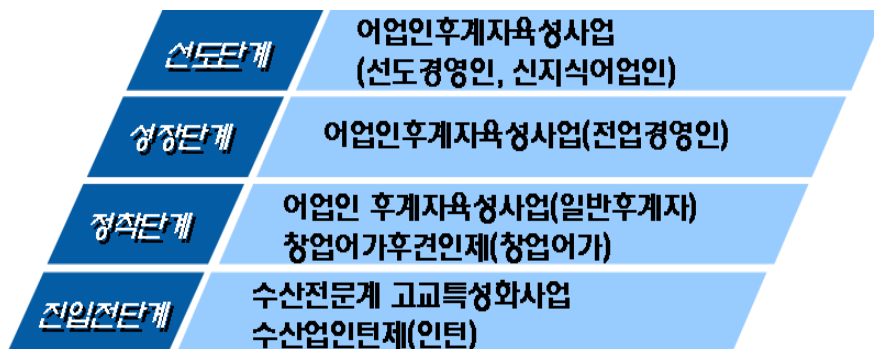 선도단계
어업인후계자육성사업
(선도경영인, 신지식어업인)
성장단계
어업인후계자육성사업(전업경영인)
정착단계
어업인 후계자육성사업(일반후계자)
창업어가후견인제(창업어가)
진입전단계
수산전문계 고교특성화사업
수산업인턴제(인턴)